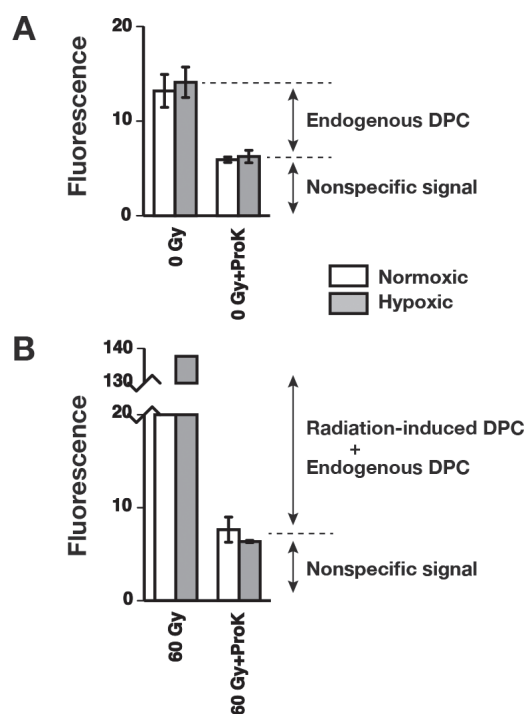 A
20
10
0
Fluorescence
Endogenous DPC
Nonspecific signal
0 Gy
0 Gy+ProK
Normoxic
Hypoxic
B
140
130
20
10
0
Fluorescence
Radiation-induced DPC
+
Endogenous DPC
Nonspecific signal
60 Gy
60 Gy+ProK